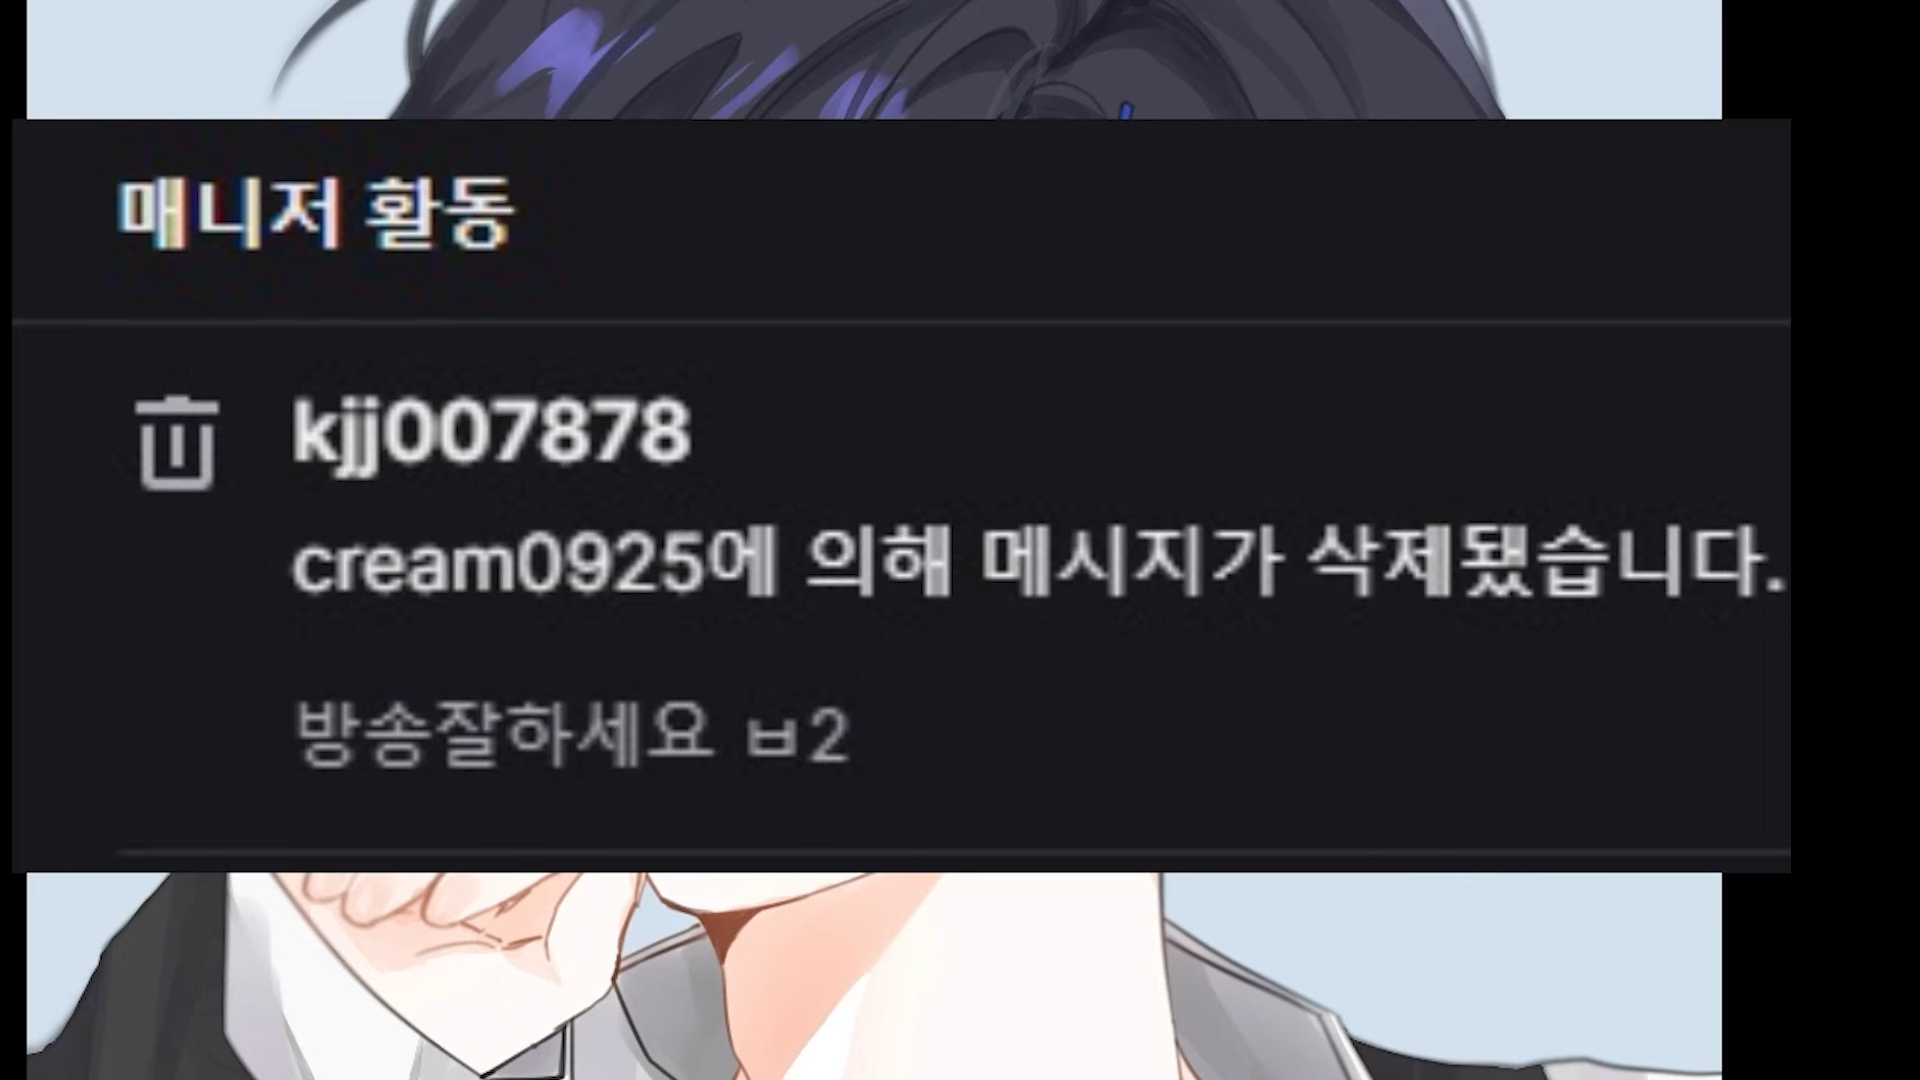 매니저 활동
kjj007878
cream0925에 의해 메시지가 삭제됐습니다.
방송잘하세요 ㅂ2